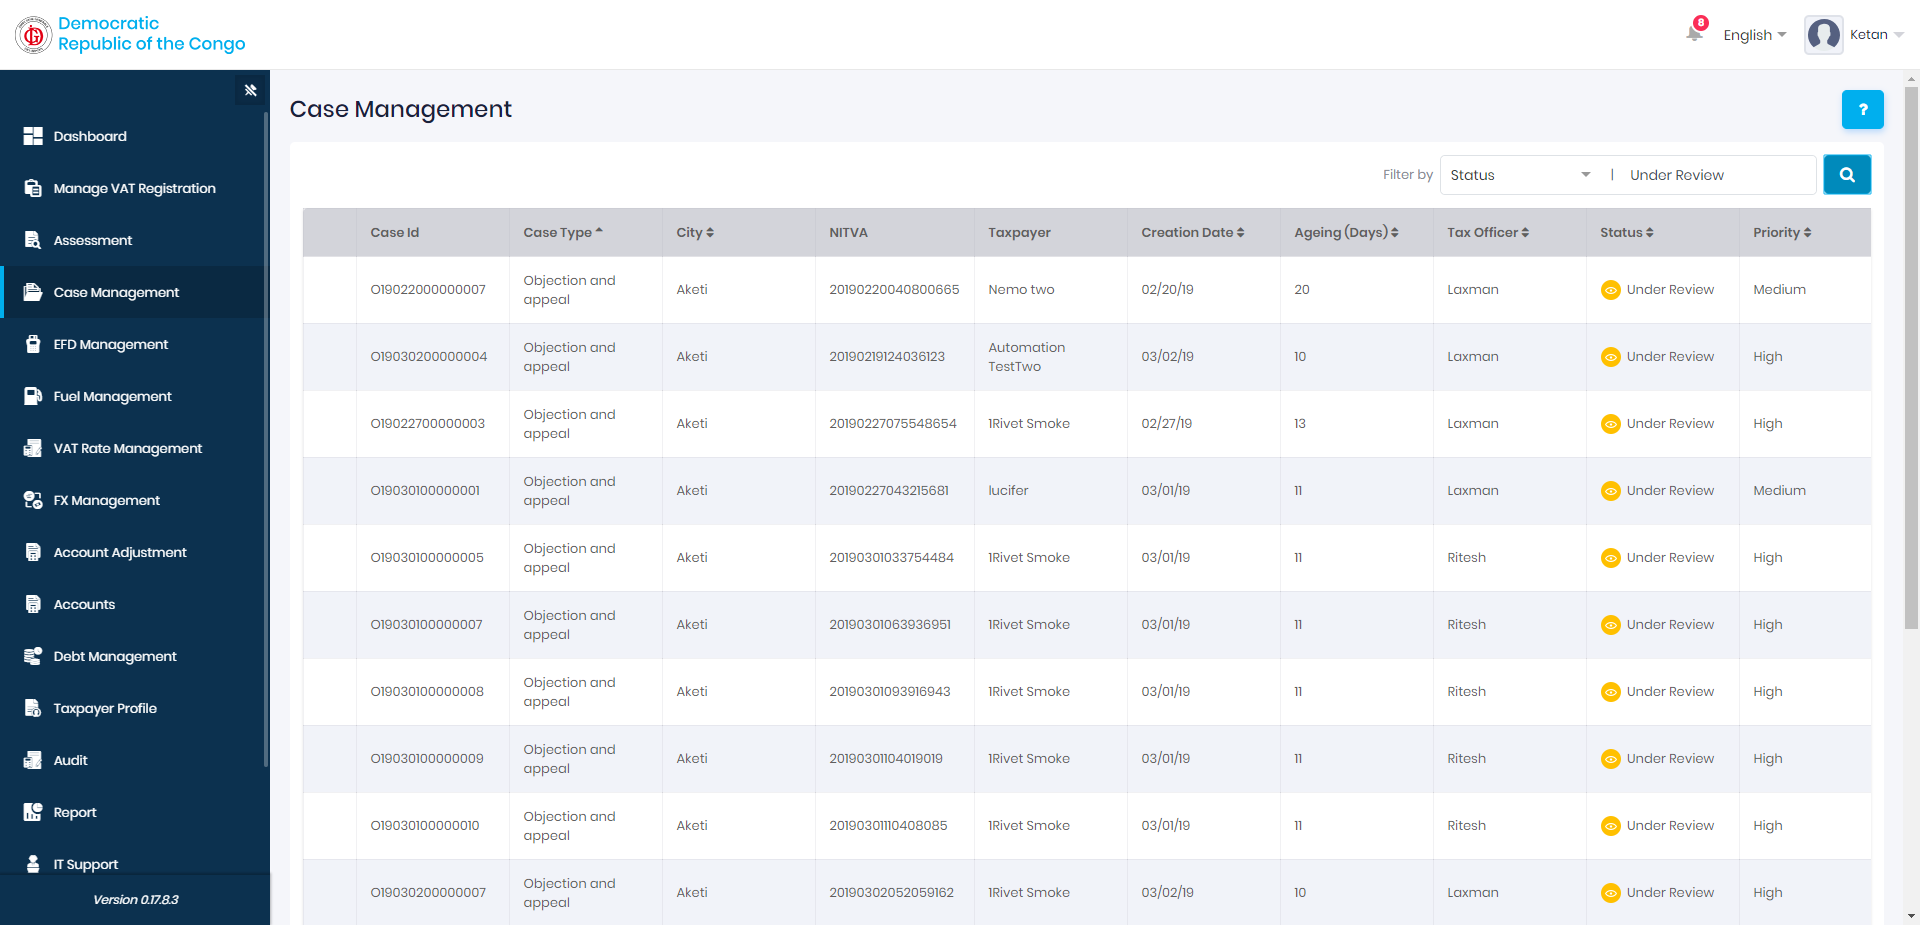 Democratic
Republic of the Congo
8
English
Ketan
Dashboard
Manage VAT Registration
Assessment
Case Management
EFD Management
Fuel Management
VAT Rate Management
FX Management
Account Adjustment
Accounts
Debt Management
Taxpayer Profile
Audit
Report
IT Support
Version 0.17.8.3
Case Management
?
Filter by Status | Under Review
Case Id Case Type City NITVA Taxpayer Creation Date Ageing (Days) Tax Officer Status Priority
O19022000000007 Objection and appeal Aketi 20190220040800665 Nemo two 02/20/19 20 Laxman Under Review Medium
O19030200000004 Objection and appeal Aketi 20190219124036123 Automation TestTwo 03/02/19 10 Laxman Under Review High
O19022700000003 Objection and appeal Aketi 20190227075548654 1Rivet Smoke 02/27/19 13 Laxman Under Review High
O19030100000001 Objection and appeal Aketi 20190227043215681 lucifer 03/01/19 11 Laxman Under Review Medium
O19030100000005 Objection and appeal Aketi 20190301033754484 1Rivet Smoke 03/01/19 11 Ritesh Under Review High
O19030100000007 Objection and appeal Aketi 20190301063936951 1Rivet Smoke 03/01/19 11 Ritesh Under Review High
O19030100000008 Objection and appeal Aketi 20190301093916943 1Rivet Smoke 03/01/19 11 Ritesh Under Review High
O19030100000009 Objection and appeal Aketi 20190301104019019 1Rivet Smoke 03/01/19 11 Ritesh Under Review High
O19030100000010 Objection and appeal Aketi 20190301110408085 1Rivet Smoke 03/01/19 11 Ritesh Under Review High
O19030200000007 Objection and appeal Aketi 20190302052059162 1Rivet Smoke 03/02/19 10 Laxman Under Review High